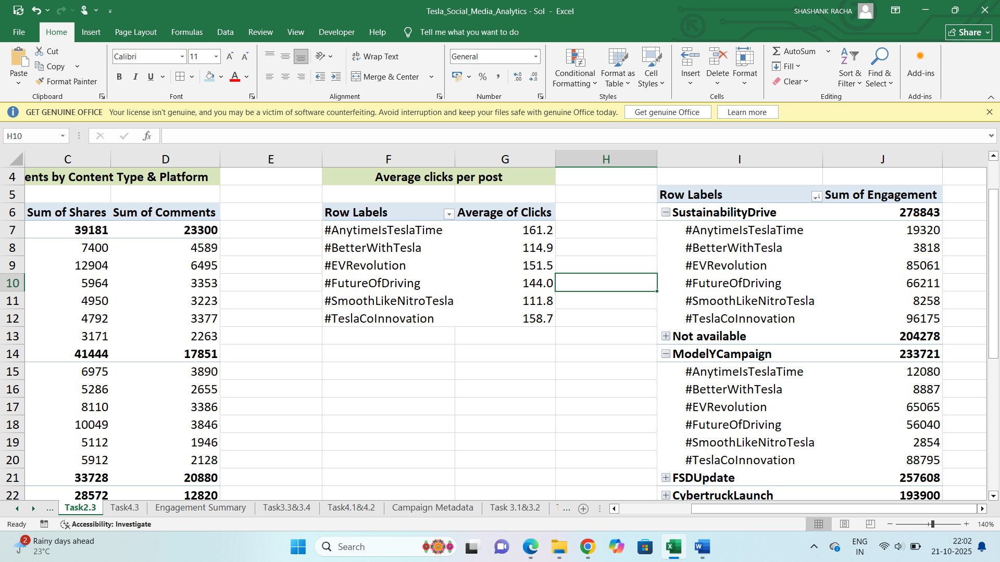 Tesla_Social_Media_Analytics - Sol - Excel
SHASHANK RACHA
File Home Insert Page Layout Formulas Data Review View Developer Help Tell me what you want to do Share
Cut
Copy
Format Painter
Paste
Clipboard
Calibri 11
B I U
Font
Wrap Text
Merge & Center
Alignment
General
Number
Conditional Formatting
Format as Table
Cell Styles
Styles
Insert Delete Format
Cells
AutoSum
Fill
Clear
Sort & Filter
Find & Select
Editing
Add-ins
Add-ins
GET GENUINE OFFICE Your license isn't genuine, and you may be a victim of software counterfeiting. Avoid interruption and keep your files safe with genuine Office today. Get genuine Office Learn more
H10 fx
C D E F G H I J
4 ents by Content Type & Platform Average clicks per post
5 Row Labels Sum of Engagement
6 Sum of Shares Sum of Comments Row Labels Average of Clicks SustainabilityDrive 278843
7 39181 23300 #AnytimeIsTeslaTime 161.2 #AnytimeIsTeslaTime 19320
8 7400 4589 #BetterWithTesla 114.9 #BetterWithTesla 3818
9 12904 6495 #EVRevolution 151.5 #EVRevolution 85061
10 5964 3353 #FutureOfDriving 144.0 #FutureOfDriving 66211
11 4950 3223 #SmoothLikeNitroTesla 111.8 #SmoothLikeNitroTesla 8258
12 4792 3377 #TeslaCoInnovation 158.7 #TeslaCoInnovation 96175
13 3171 2263 Not available 204278
14 41444 17851 ModelYCampaign 233721
15 6975 3890 #AnytimeIsTeslaTime 12080
16 5286 2655 #BetterWithTesla 8887
17 8110 3386 #EVRevolution 65065
18 10049 3846 #FutureOfDriving 56040
19 5112 1946 #SmoothLikeNitroTesla 2854
20 5912 2128 #TeslaCoInnovation 88795
21 33728 20880 FSDUpdate 257608
22 28572 12820 CybertruckLaunch 193900
... Task2.3 Task4.3 Engagement Summary Task3.3&3.4 Task4.1&4.2 Campaign Metadata Task 3.1&3.2 ...
Ready Accessibility: Investigate 140%
2 Rainy days ahead
23°C
Search
ENG
IN
22:02
21-10-2025